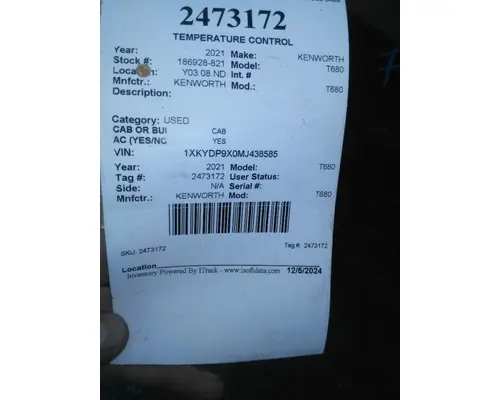 2473172
TEMPERATURE CONTROL
Year: 2021 Make: KENWORTH
Stock #: 186928-821 Model: T680
Location: Y03.08.ND Int. #
Mnfctr.: KENWORTH Mod.: T680
Description:
Category: USED
CAB OR BUI CAB
AC (YES/NO YES
VIN: 1XKYDP9X0MJ438585
Year: 2021 Model: T680
Tag #: 2473172 User Status:
Side: N/A Serial #:
Mnfctr.: KENWORTH Mod: T680
SKU: 2473172 Tag #: 2473172
Location
Inventory Powered By ITrack - www.isoftdata.com 12/5/2024